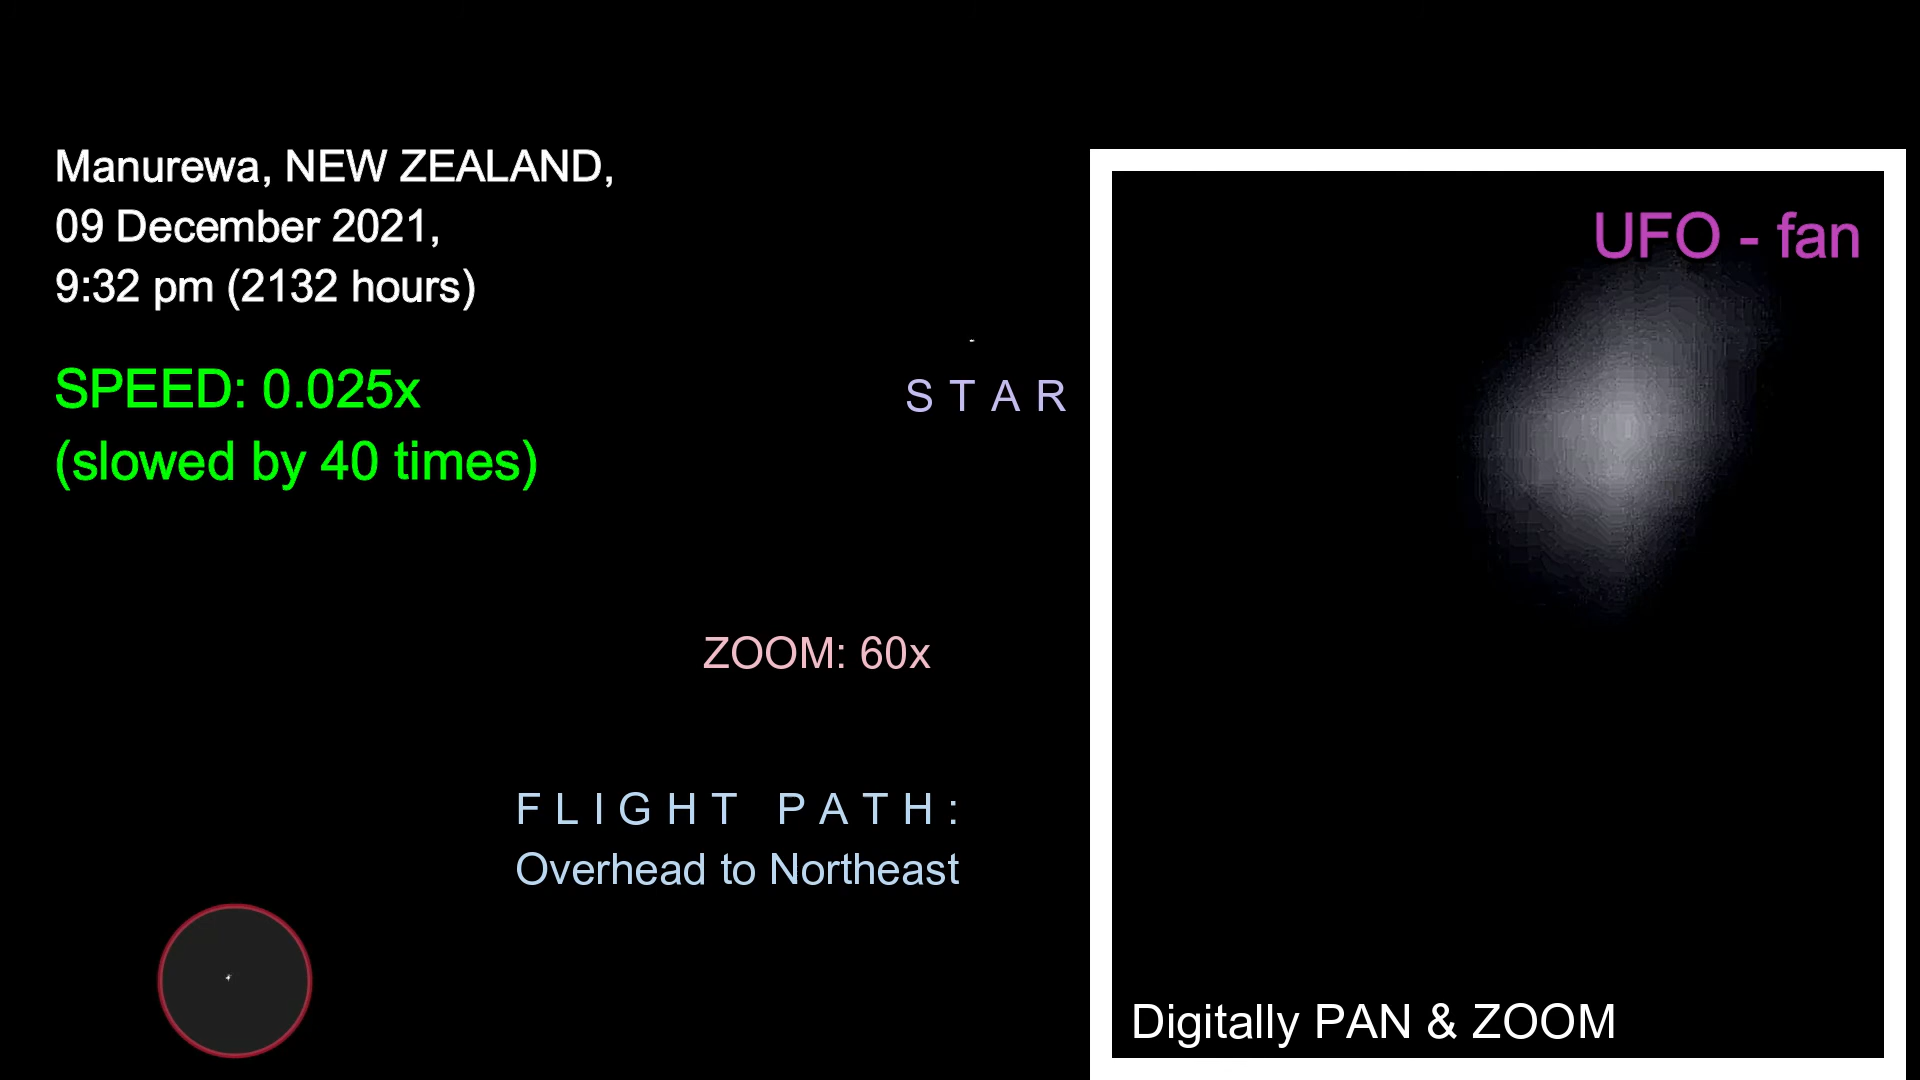 Manurewa, NEW ZEALAND,
09 December 2021,
9:32 pm (2132 hours)
SPEED: 0.025x
(slowed by 40 times)
STAR
ZOOM: 60x
FLIGHT PATH:
Overhead to Northeast
UFO - fan
Digitally PAN & ZOOM